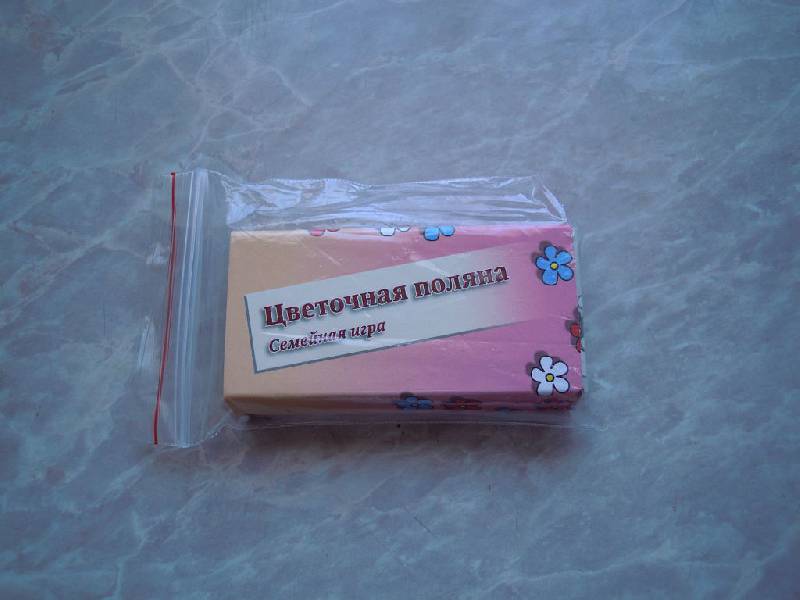 Цветочная поляна
Семейная игра